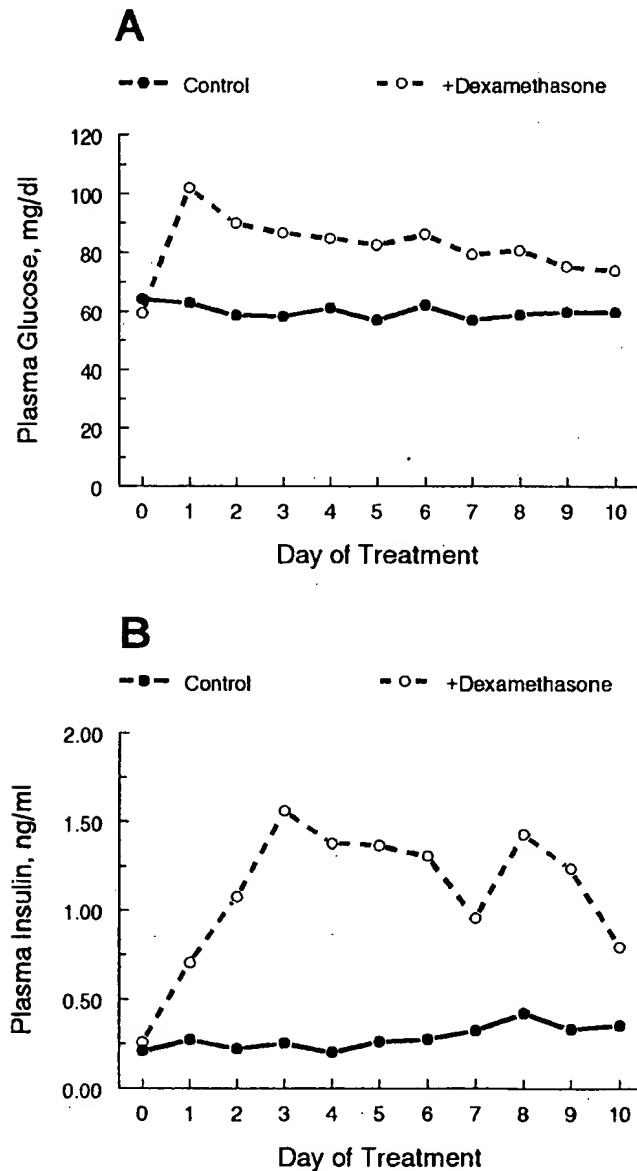 A
Control +Dexamethasone
120
100
80
60
40
20
0
Plasma Glucose, mg/dl
0 1 2 3 4 5 6 7 8 9 10
Day of Treatment
B
Control +Dexamethasone
2.00
1.50
1.00
0.50
0.00
Plasma Insulin, ng/ml
0 1 2 3 4 5 6 7 8 9 10
Day of Treatment